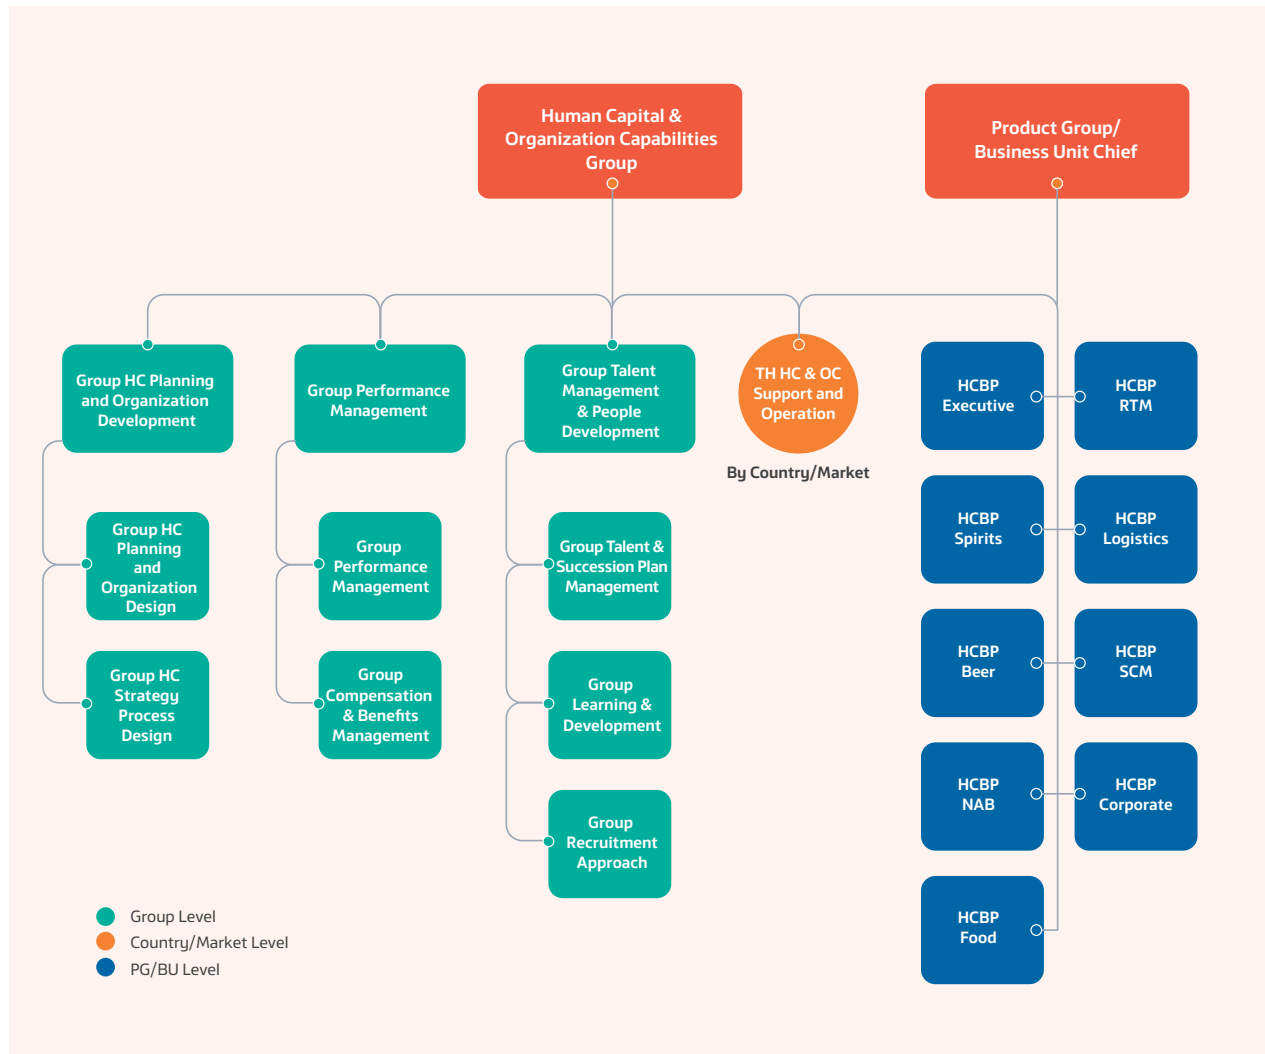 Human Capital &
Organization Capabilities
Group
Product Group/
Business Unit Chief
Group HC Planning
and Organization
Development
Group Performance
Management
Group Talent
Management
& People
Development
TH HC & OC
Support and
Operation
By Country/Market
Group HC
Planning
and
Organization
Design
Group HC
Strategy
Process
Design
Group
Performance
Management
Group
Compensation
& Benefits
Management
Group Talent &
Succession Plan
Management
Group
Learning &
Development
Group
Recruitment
Approach
HCBP
Executive
HCBP
RTM
HCBP
Spirits
HCBP
Logistics
HCBP
Beer
HCBP
SCM
HCBP
NAB
HCBP
Corporate
HCBP
Food
Group Level
Country/Market Level
PG/BU Level